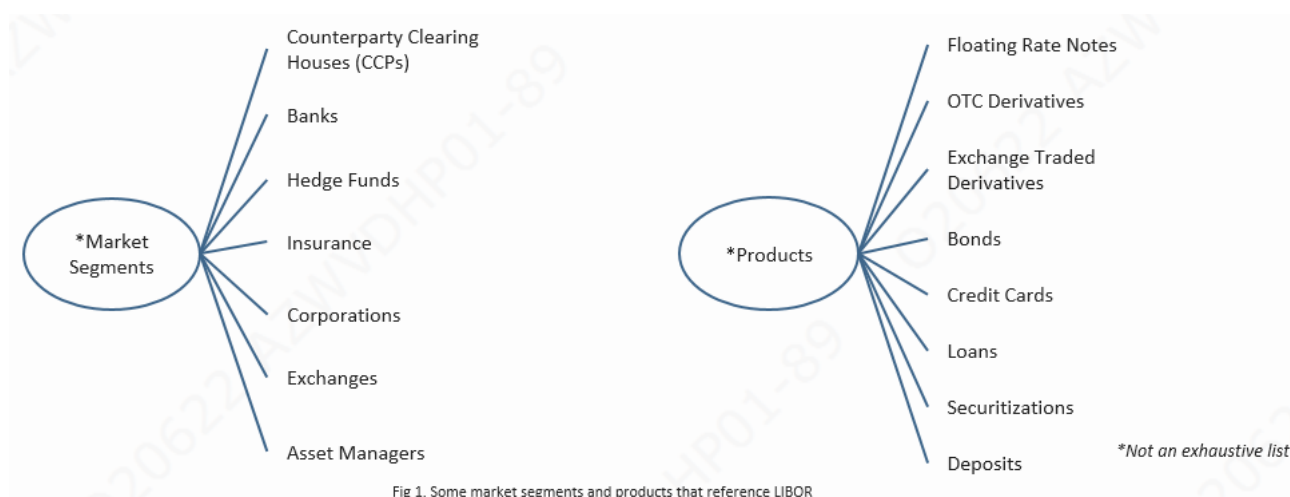 Counterparty Clearing
Houses (CCPs)
Banks
Hedge Funds
*Market
Segments
Insurance
Corporations
Exchanges
Asset Managers
Floating Rate Notes
OTC Derivatives
Exchange Traded
Derivatives
*Products
Bonds
Credit Cards
Loans
Securitizations
Deposits
*Not an exhaustive list
Fig 1. Some market segments and products that reference LIBOR